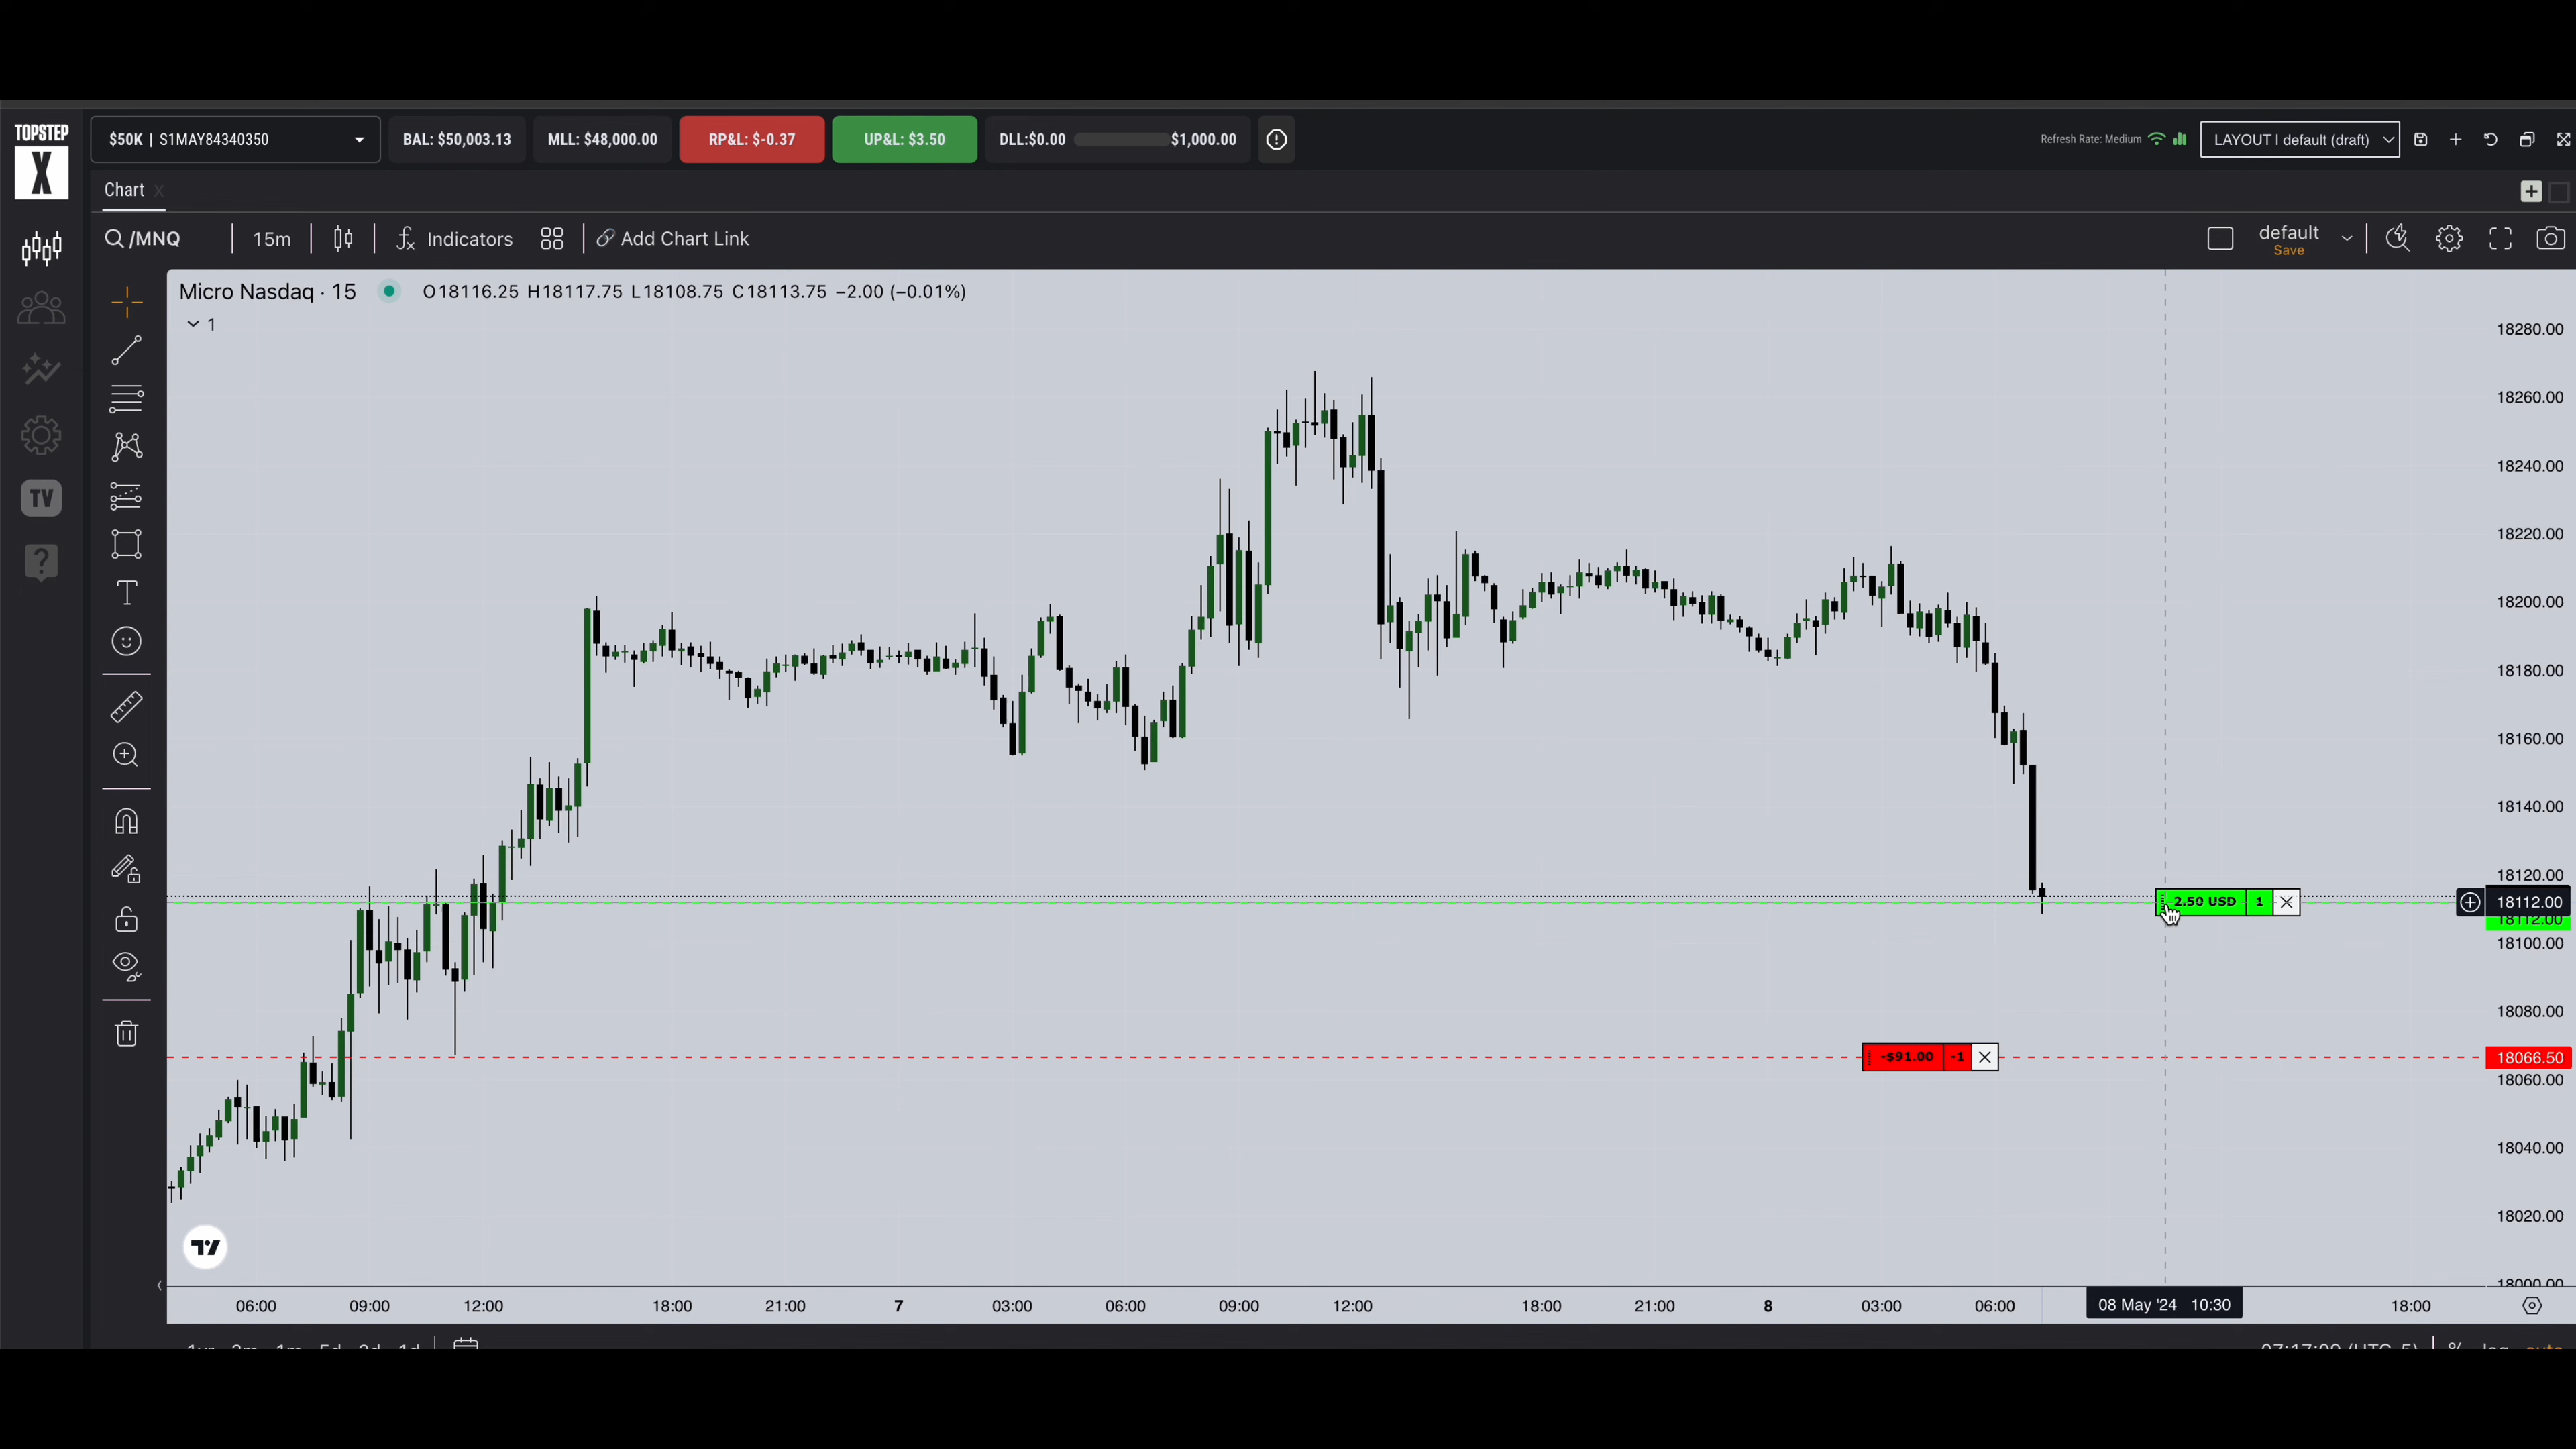 TOPSTEP
X
$50K | S1MAY84340350
BAL: $50,003.13
MLL: $48,000.00
RP&L: $-0.37
UP&L: $3.50
DLL:$0.00
$1,000.00
Refresh Rate: Medium
LAYOUT | default (draft)
Chart x
/MNQ
15m
Indicators
Add Chart Link
default
Save
Micro Nasdaq · 15
O18116.25 H18117.75 L18108.75 C18113.75 −2.00 (−0.01%)
1
TV
?
T
18280.00
18260.00
18240.00
18220.00
18200.00
18180.00
18160.00
18140.00
18120.00
2.50 USD 1
18112.00
18112.00
18100.00
18080.00
-$91.00 -1
18066.50
18060.00
18040.00
18020.00
18000.00
06:00 09:00 12:00 18:00 21:00 7 03:00 06:00 09:00 12:00 18:00 21:00 8 03:00 06:00 08 May '24 10:30 18:00